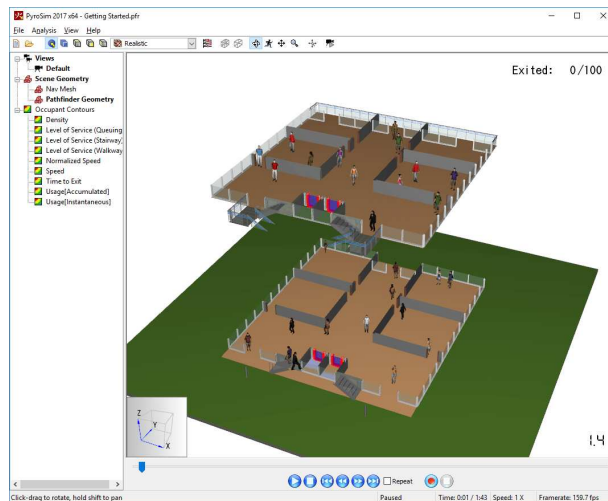 PyroSim 2017 x64 - Getting Started.pfr
File Analysis View Help
Realistic
Views
Default
Scene Geometry
Nav Mesh
Pathfinder Geometry
Occupant Contours
Density
Level of Service (Queuing
Level of Service (Stairway)
Level of Service (Walkway
Normalized Speed
Speed
Time to Exit
Usage[Accumulated]
Usage[Instantaneous]
Exited: 0/100
Z
Y
X
1.4
Repeat
Click-drag to rotate, hold shift to pan
Paused
Time: 0:01 / 1:43
Speed: 1 X
Framerate: 159.7 fps